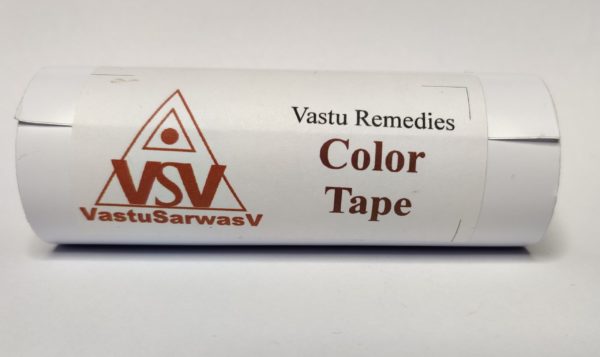 VSV
VastuSarwasV
Vastu Remedies
Color
Tape